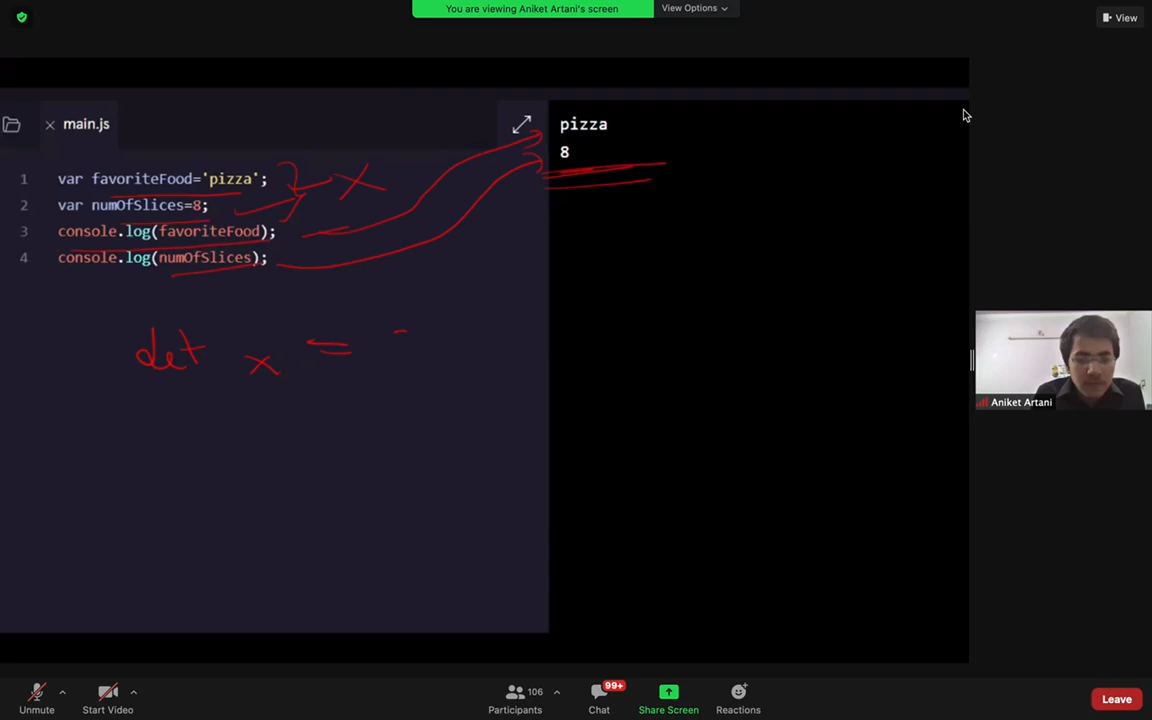 You are viewing Aniket Artani's screen
View Options
View
main.js
1 var favoriteFood='pizza';
2 var numOfSlices=8;
3 console.log(favoriteFood);
4 console.log(numOfSlices);
pizza
8
x
let x =
Aniket Artani
Unmute
Start Video
106
Participants
99+
Chat
Share Screen
Reactions
Leave